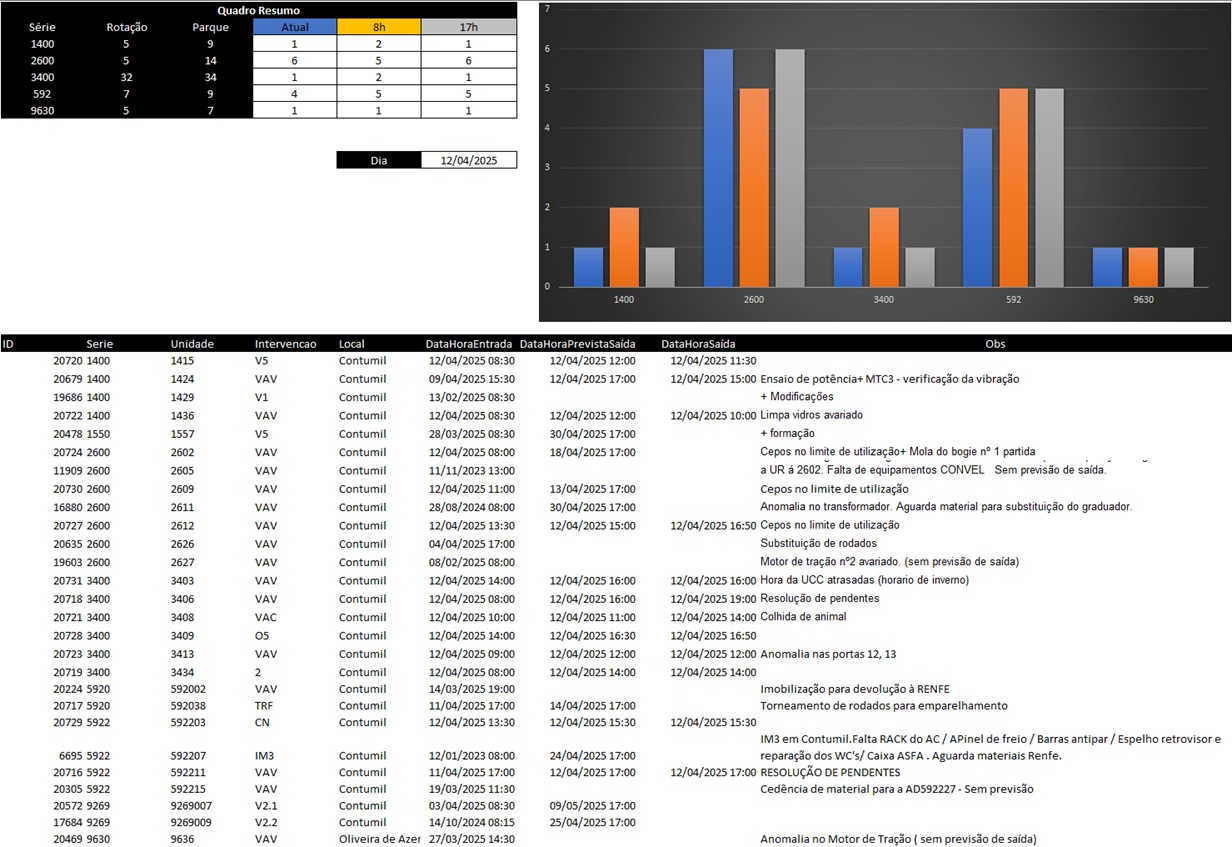 Quadro Resumo
Série Rotação Parque Atual 8h 17h
1400 5 9 1 2 1
2600 5 14 6 5 6
3400 32 34 1 2 1
592 7 9 4 5 5
9630 5 7 1 1 1
Dia 12/04/2025
7
6
5
4
3
2
1
0
1400 2600 3400 592 9630
ID Serie Unidade Intervencao Local DataHoraEntrada DataHoraPrevistaSaída DataHoraSaída Obs
20720 1400 1415 V5 Contumil 12/04/2025 08:30 12/04/2025 12:00 12/04/2025 11:30
20679 1400 1424 VAV Contumil 09/04/2025 15:30 12/04/2025 17:00 12/04/2025 15:00 Ensaio de potência+ MTC3 - verificação da vibração
19686 1400 1429 V1 Contumil 13/02/2025 08:30 + Modificações
20722 1400 1436 VAV Contumil 12/04/2025 08:30 12/04/2025 12:00 12/04/2025 10:00 Limpa vidros avariado
20478 1550 1557 V5 Contumil 28/03/2025 08:30 30/04/2025 17:00 + formação
20724 2600 2602 VAV Contumil 12/04/2025 08:00 18/04/2025 17:00 Cepos no limite de utilização+ Mola do bogie nº 1 partida
11909 2600 2605 VAV Contumil 11/11/2023 13:00 a UR á 2602. Falta de equipamentos CONVEL Sem previsão de saída.
20730 2600 2609 VAV Contumil 12/04/2025 11:00 13/04/2025 17:00 Cepos no limite de utilização
16880 2600 2611 VAV Contumil 28/08/2024 08:00 30/04/2025 17:00 Anomalia no transformador. Aguarda material para substituição do graduador.
20727 2600 2612 VAV Contumil 12/04/2025 13:30 12/04/2025 15:00 12/04/2025 16:50 Cepos no limite de utilização
20635 2600 2626 VAV Contumil 04/04/2025 17:00 Substituição de rodados
19603 2600 2627 VAV Contumil 08/02/2025 08:00 Motor de tração nº2 avariado. (sem previsão de saída)
20731 3400 3403 VAV Contumil 12/04/2025 14:00 12/04/2025 16:00 12/04/2025 16:00 Hora da UCC atrasadas (horario de inverno)
20718 3400 3406 VAV Contumil 12/04/2025 08:00 12/04/2025 16:00 12/04/2025 19:00 Resolução de pendentes
20721 3400 3408 VAC Contumil 12/04/2025 10:00 12/04/2025 11:00 12/04/2025 14:00 Colhida de animal
20728 3400 3409 O5 Contumil 12/04/2025 14:00 12/04/2025 16:30 12/04/2025 16:50
20723 3400 3413 VAV Contumil 12/04/2025 09:00 12/04/2025 12:00 12/04/2025 12:00 Anomalia nas portas 12, 13
20719 3400 3434 2 Contumil 12/04/2025 08:00 12/04/2025 14:00 12/04/2025 14:00
20224 5920 592002 VAV Contumil 14/03/2025 19:00 Imobilização para devolução à RENFE
20717 5920 592038 TRF Contumil 11/04/2025 17:00 14/04/2025 17:00 Torneamento de rodados para emparelhamento
20729 5922 592203 CN Contumil 12/04/2025 13:30 12/04/2025 15:30 12/04/2025 15:30
IM3 em Contumil.Falta RACK do AC / APinel de freio / Barras antipar / Espelho retrovisor e
6695 5922 592207 IM3 Contumil 12/01/2023 08:00 24/04/2025 17:00 reparação dos WC's/ Caixa ASFA . Aguarda materiais Renfe.
20716 5922 592211 VAV Contumil 11/04/2025 17:00 12/04/2025 17:00 12/04/2025 17:00 RESOLUÇÃO DE PENDENTES
20305 5922 592215 VAV Contumil 19/03/2025 11:30 Cedência de material para a AD592227 - Sem previsão
20572 9269 9269007 V2.1 Contumil 03/04/2025 08:30 09/05/2025 17:00
17684 9269 9269009 V2.2 Contumil 14/10/2024 08:15 25/04/2025 17:00
20469 9630 9636 VAV Oliveira de Azer 27/03/2025 14:30 Anomalia no Motor de Tração ( sem previsão de saída)